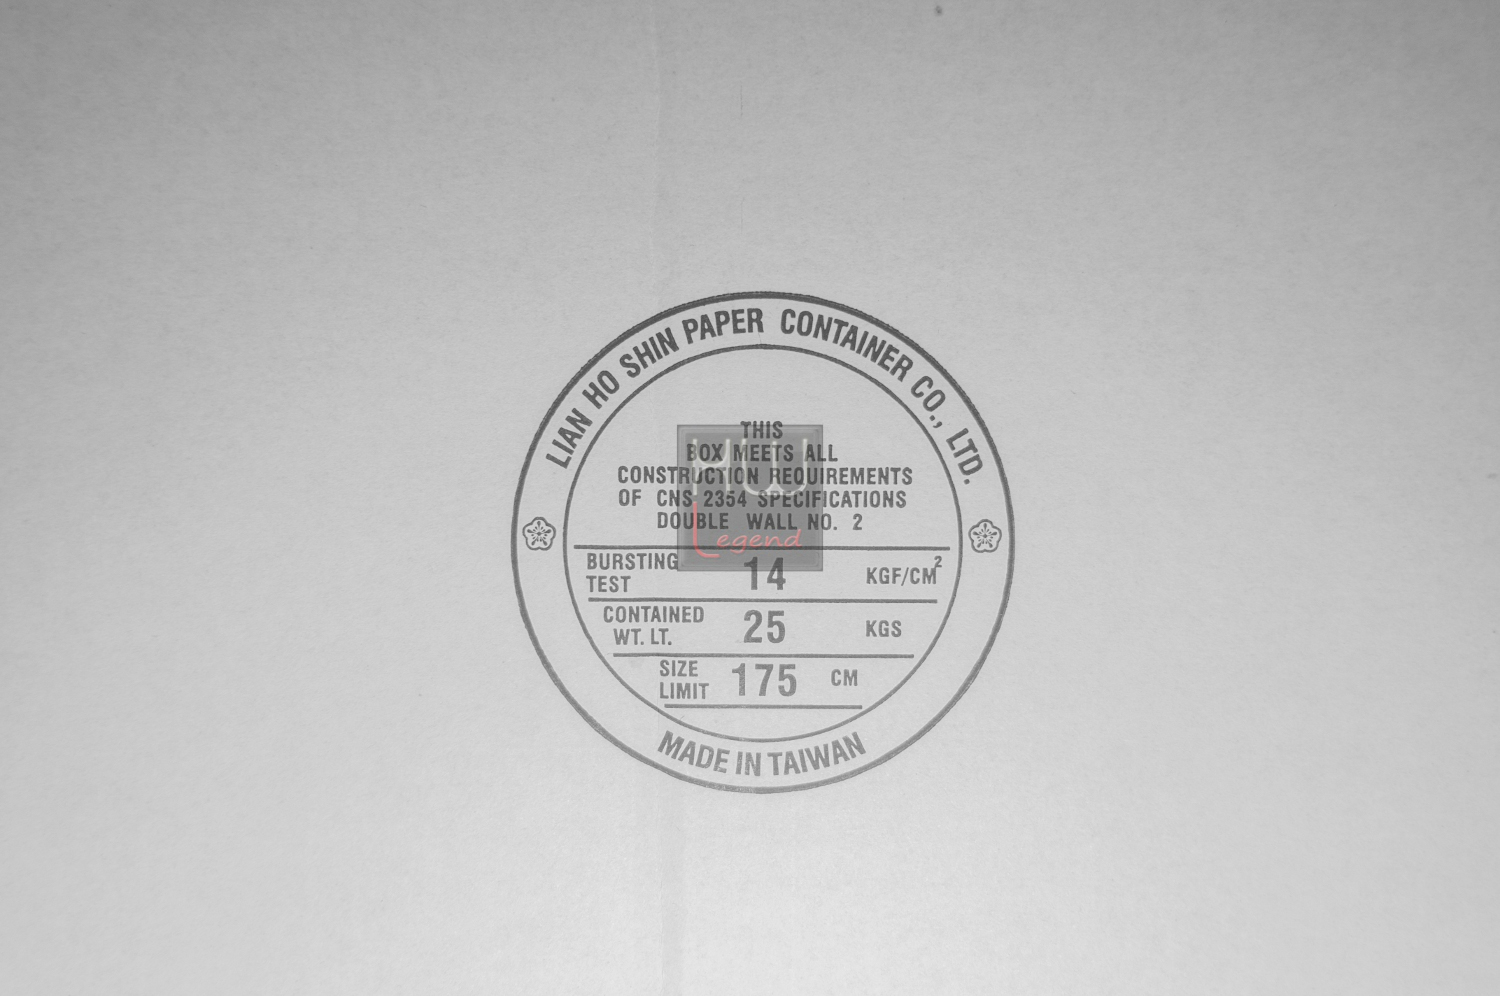 LIAN HO SHIN PAPER CONTAINER CO., LTD.
THIS
BOX MEETS ALL
CONSTRUCTION REQUIREMENTS
OF CNS 2354 SPECIFICATIONS
DOUBLE WALL NO. 2
BURSTING TEST 14 KGF/CM²
CONTAINED WT. LT. 25 KGS
SIZE LIMIT 175 CM
MADE IN TAIWAN
HW
Legend